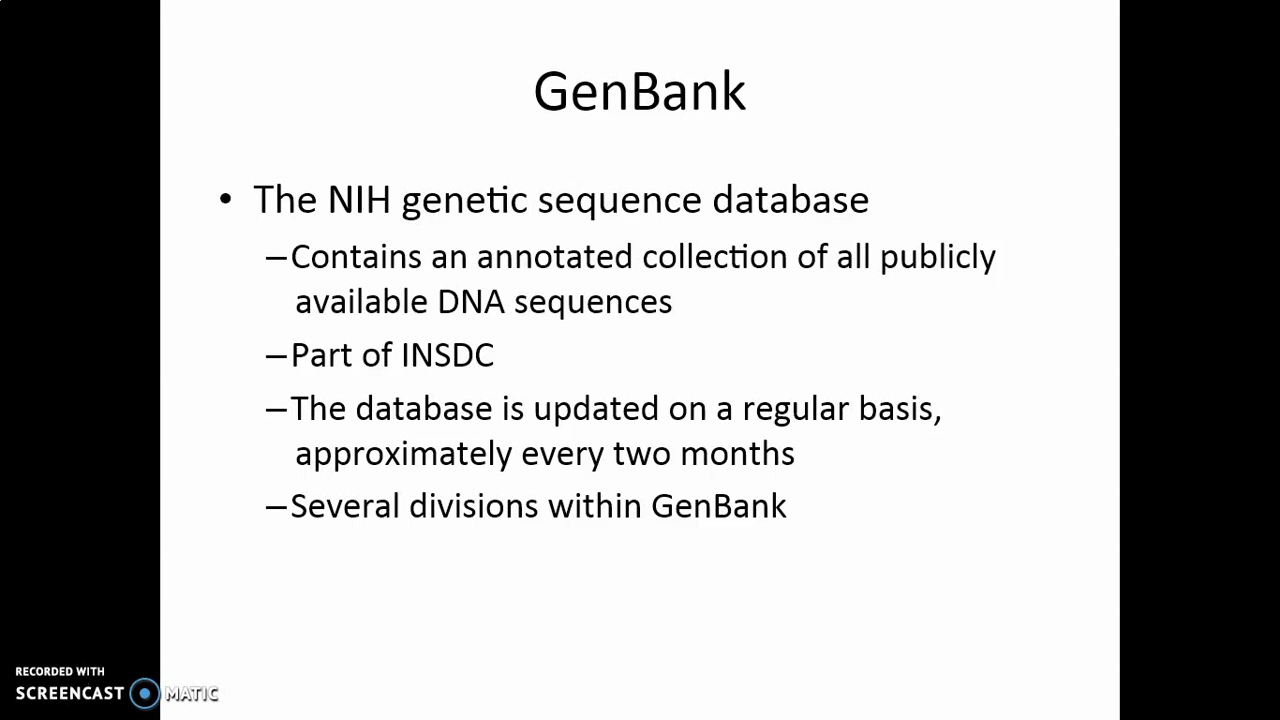 GenBank
• The NIH genetic sequence database
–Contains an annotated collection of all publicly
available DNA sequences
–Part of INSDC
–The database is updated on a regular basis,
approximately every two months
–Several divisions within GenBank
RECORDED WITH
SCREENCAST MATIC